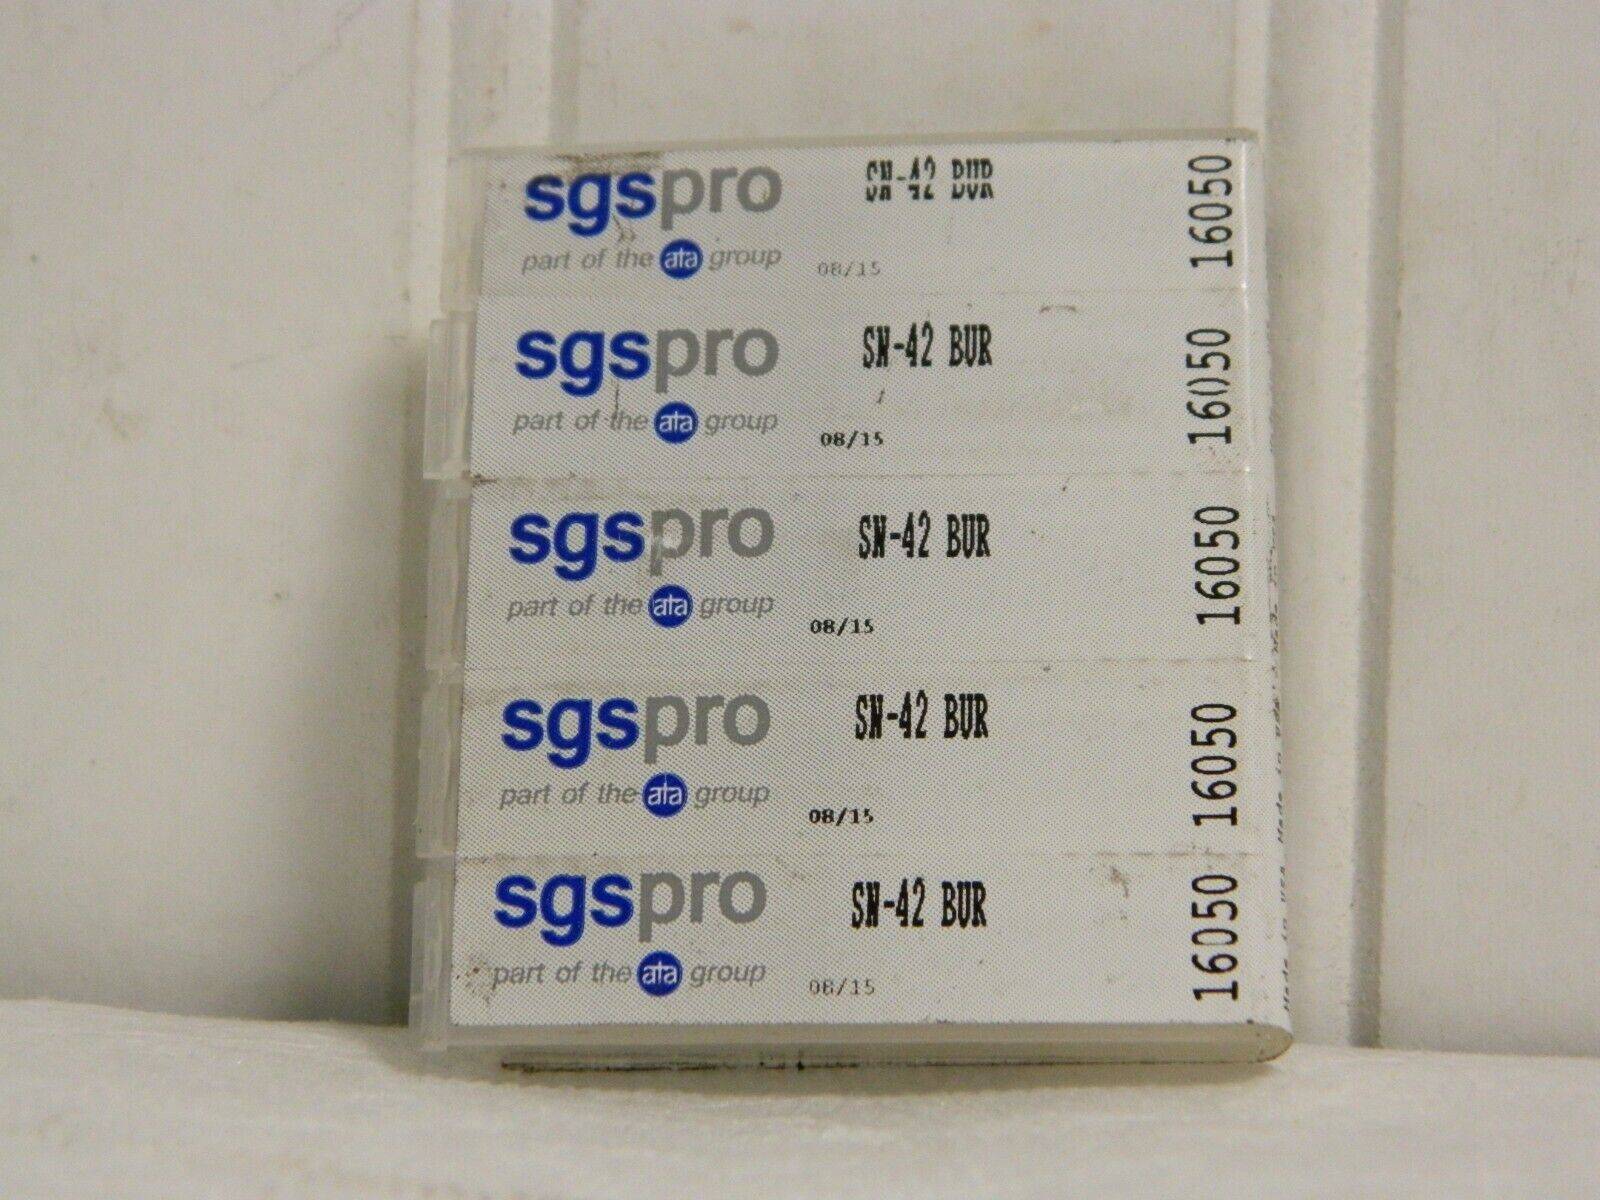 sgspro SN-42 BUR 16050
part of the ata group 08/15
sgspro SN-42 BUR 16050
part of the ata group 08/15
sgspro SN-42 BUR 16050
part of the ata group 08/15
sgspro SN-42 BUR 16050
part of the ata group 08/15
sgspro SN-42 BUR 16050
part of the ata group 08/15
Made in USA